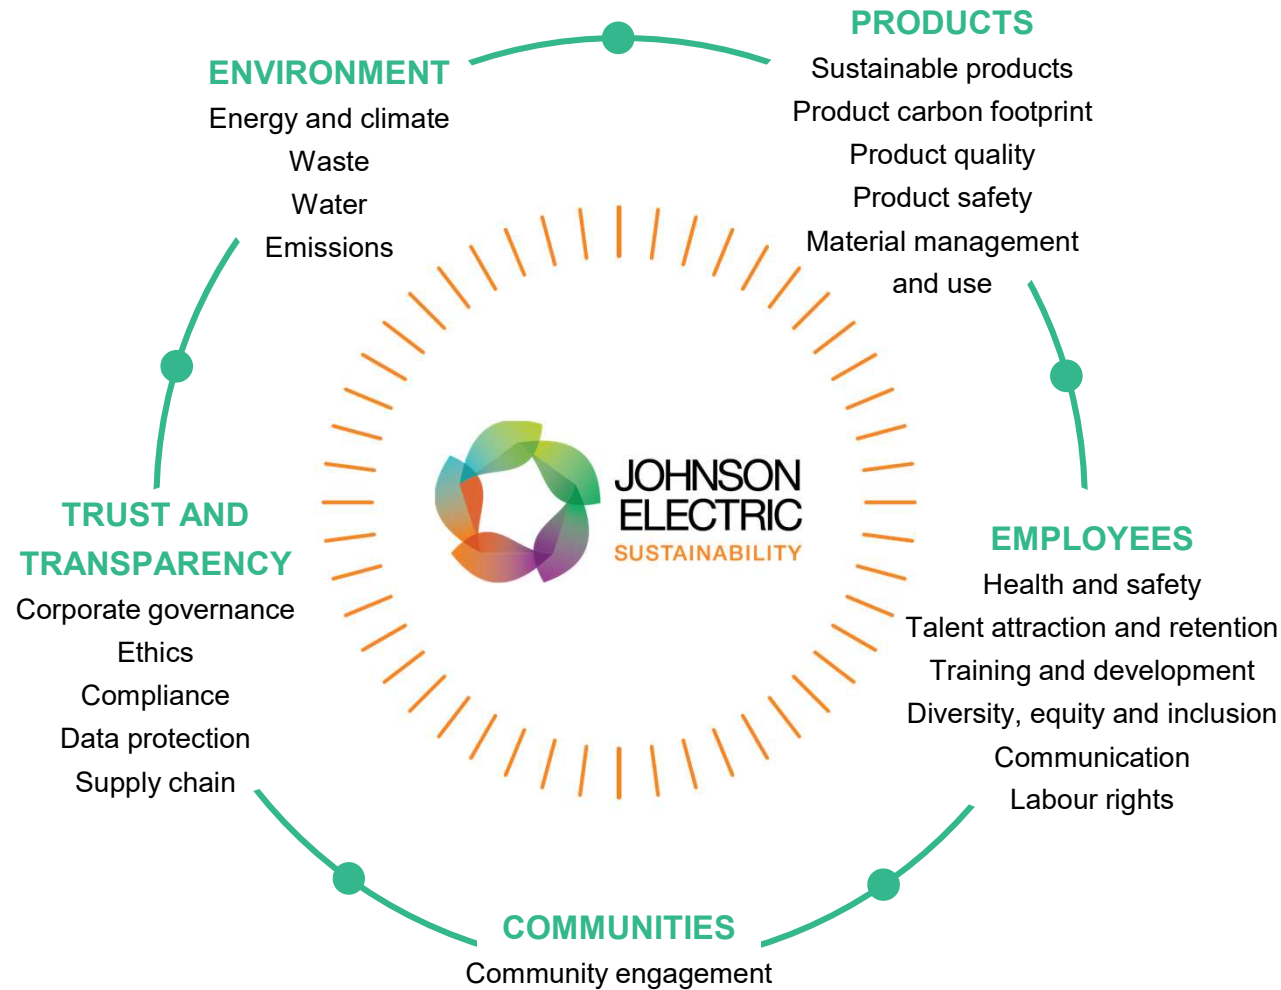 ENVIRONMENT
Energy and climate
Waste
Water
Emissions
PRODUCTS
Sustainable products
Product carbon footprint
Product quality
Product safety
Material management
and use
JOHNSON
ELECTRIC
SUSTAINABILITY
TRUST AND
TRANSPARENCY
Corporate governance
Ethics
Compliance
Data protection
Supply chain
EMPLOYEES
Health and safety
Talent attraction and retention
Training and development
Diversity, equity and inclusion
Communication
Labour rights
COMMUNITIES
Community engagement